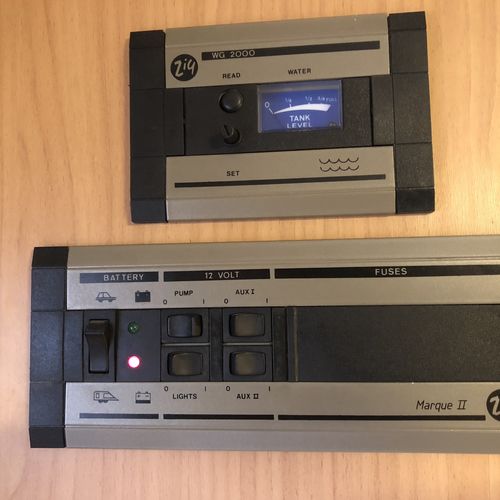 Zig WG 2000
READ WATER
0 1/4 1/2 3/4 FULL
TANK
LEVEL
SET
BATTERY 12 VOLT FUSES
PUMP AUX I
0 I 0 I
0 I 0 I
LIGHTS AUX II
Marque II